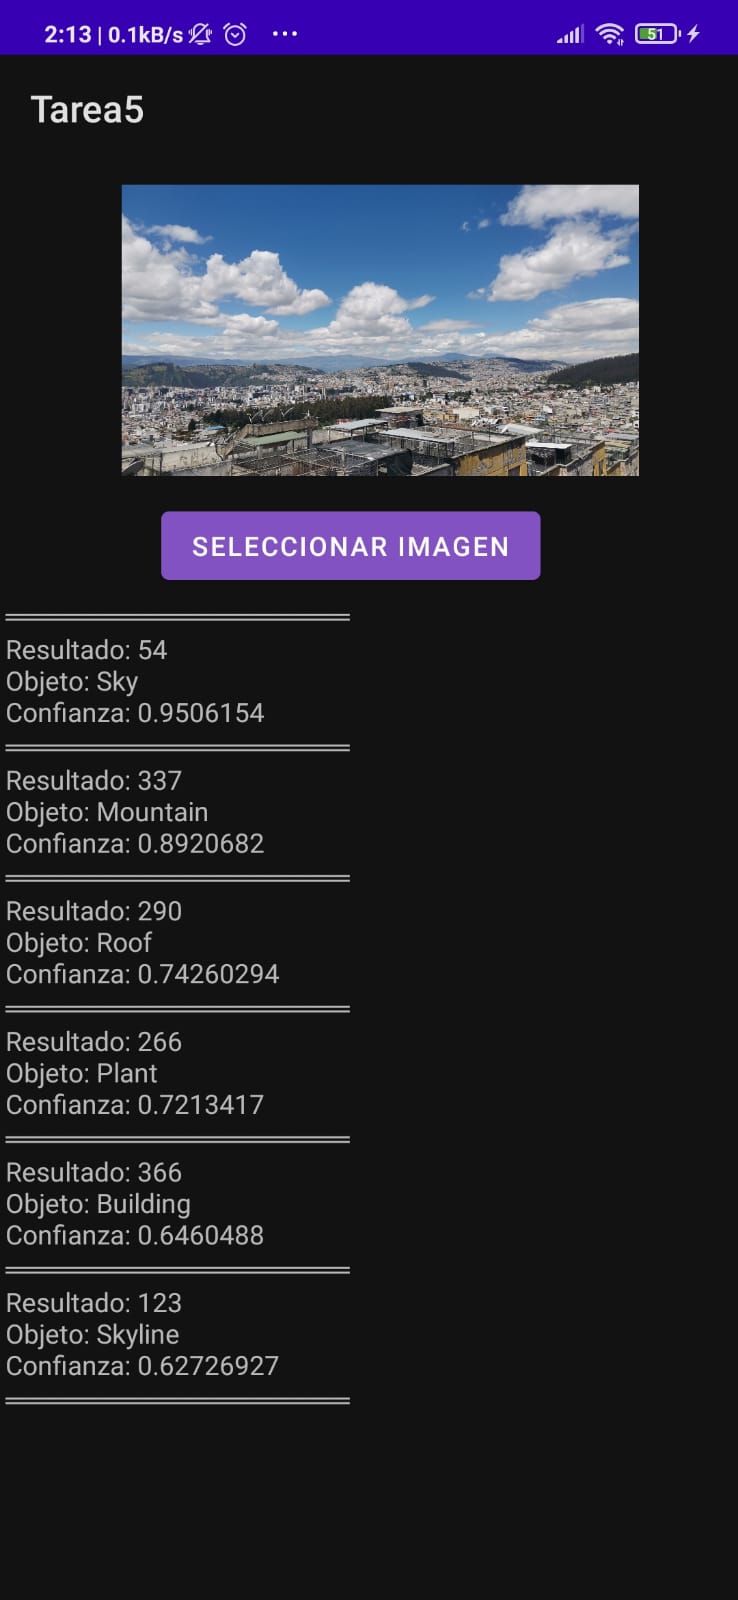 2:13 | 0.1kB/s ... 51
Tarea5
SELECCIONAR IMAGEN
Resultado: 54
Objeto: Sky
Confianza: 0.9506154
Resultado: 337
Objeto: Mountain
Confianza: 0.8920682
Resultado: 290
Objeto: Roof
Confianza: 0.74260294
Resultado: 266
Objeto: Plant
Confianza: 0.7213417
Resultado: 366
Objeto: Building
Confianza: 0.6460488
Resultado: 123
Objeto: Skyline
Confianza: 0.62726927